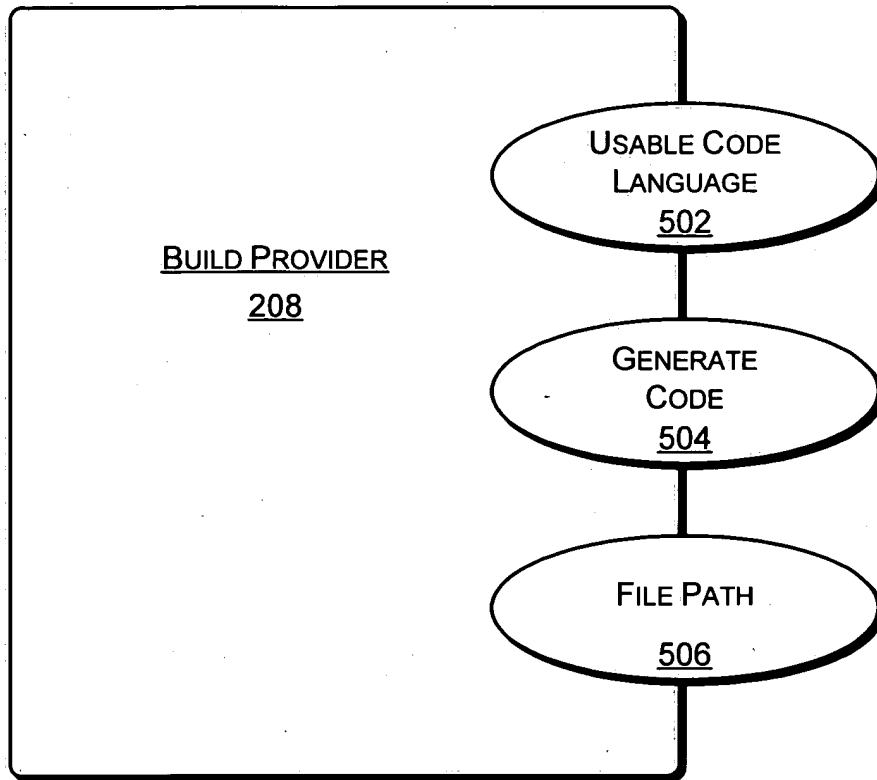 BUILD PROVIDER
208
USABLE CODE
LANGUAGE
502
GENERATE
CODE
504
FILE PATH
506